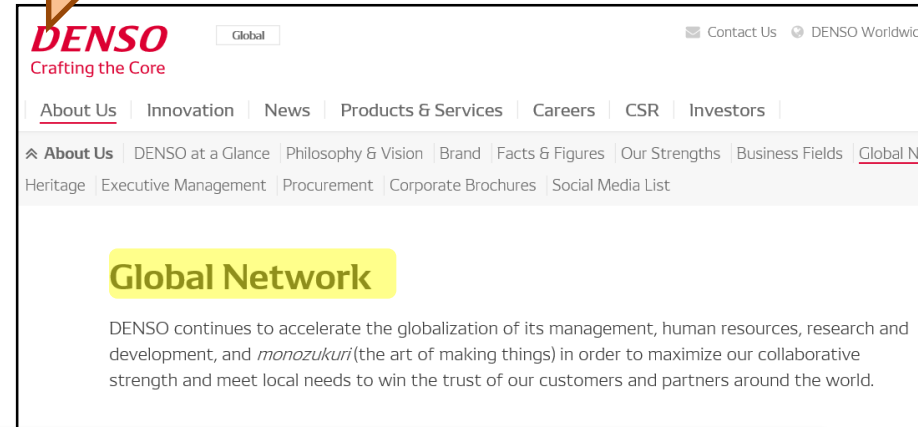 DENSO
Crafting the Core
Global
Contact Us DENSO
About Us Innovation News Products & Services Careers CSR Investors
About Us DENSO at a Glance Philosophy & Vision Brand Facts & Figures Our Strengths Business Fields Global
Heritage Executive Management Procurement Corporate Brochures Social Media List
Global Network
DENSO continues to accelerate the globalization of its management, human resources, research and
development, and monozukuri (the art of making things) in order to maximize our collaborative
strength and meet local needs to win the trust of our customers and partners around the world.